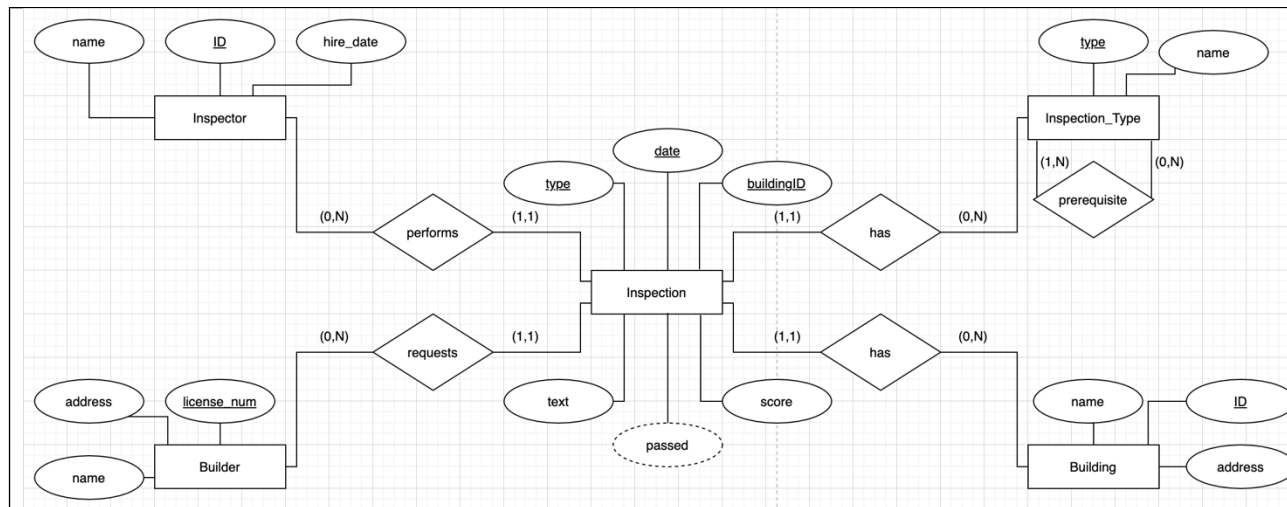 name
ID
hire_date
type
name
Inspector
Inspection_Type
date
(1,N)
(0,N)
type
buildingID
prerequisite
(0,N)
(1,1)
(1,1)
(0,N)
performs
has
Inspection
(0,N)
(1,1)
(1,1)
(0,N)
requests
has
address
license_num
text
score
name
ID
passed
name
Builder
Building
address